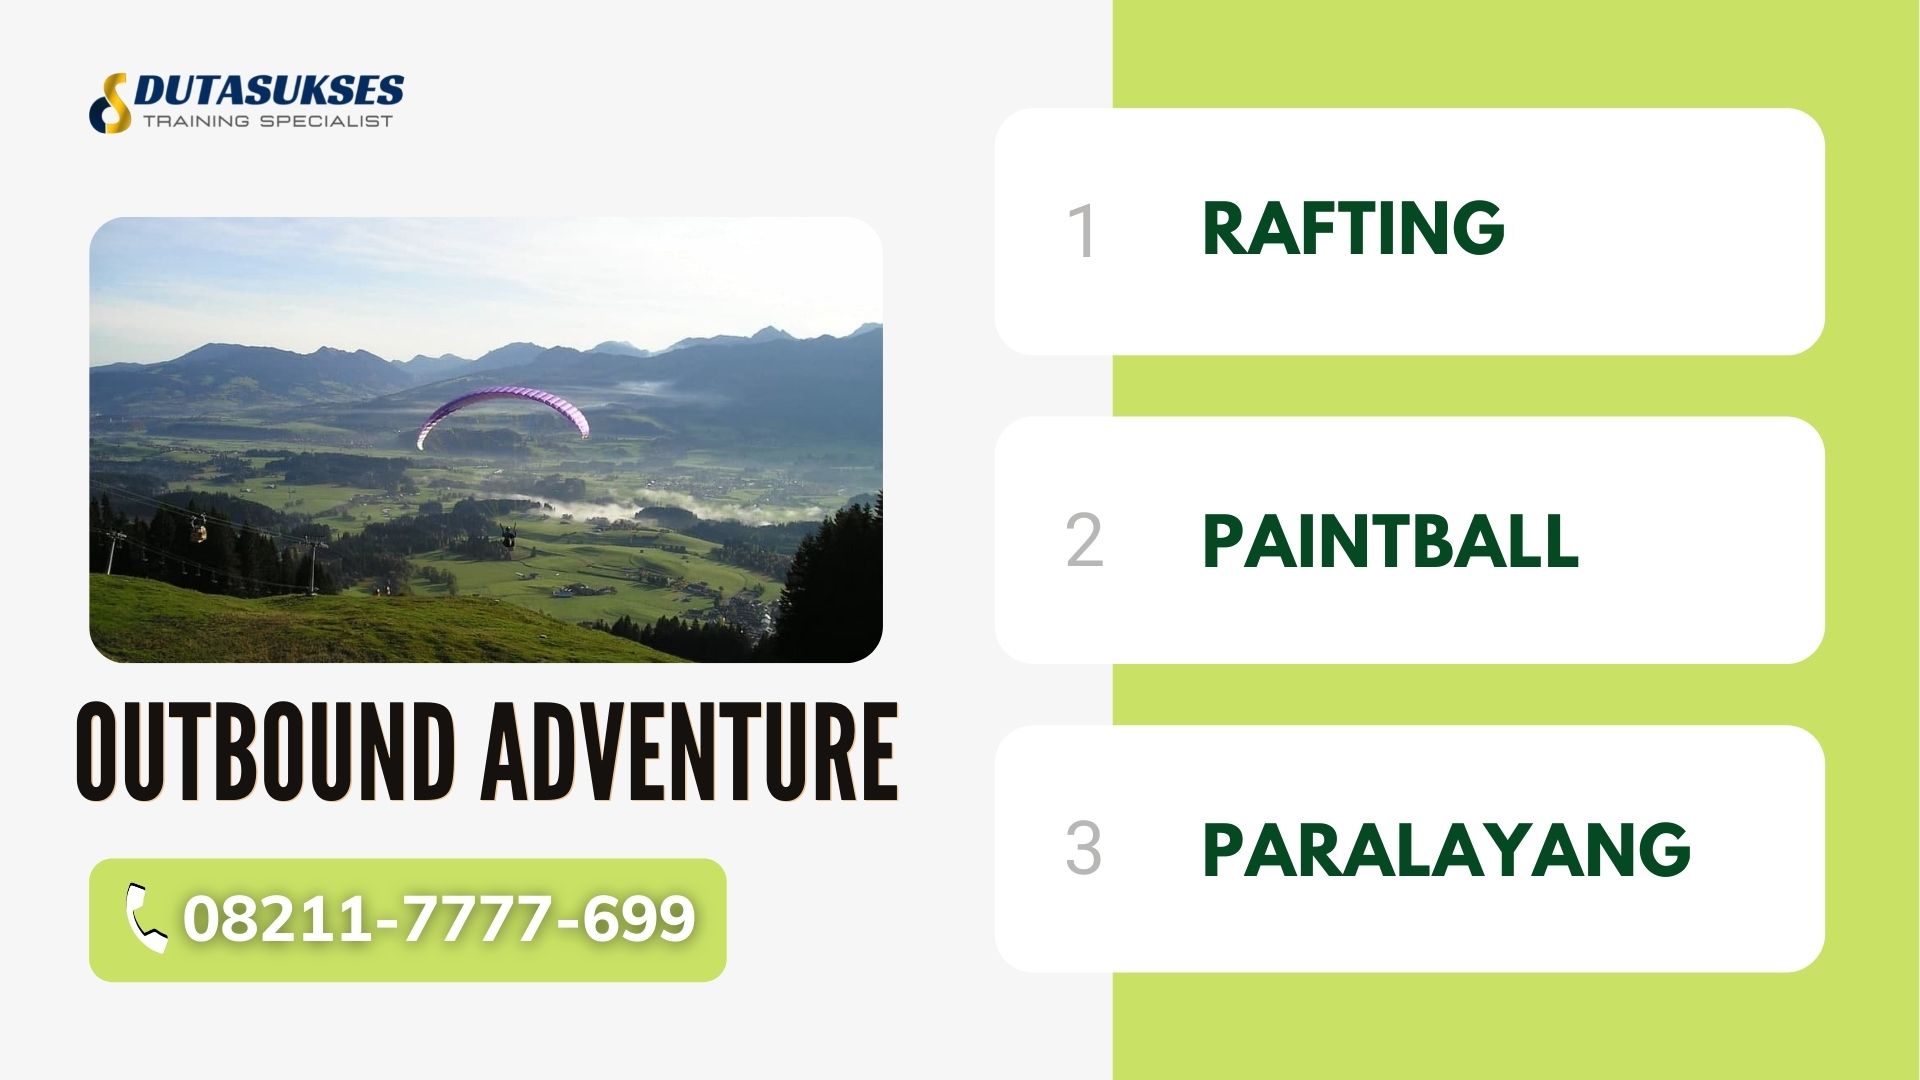 DUTASUKSES
TRAINING SPECIALIST
OUTBOUND ADVENTURE
08211-7777-699
1 RAFTING
2 PAINTBALL
3 PARALAYANG